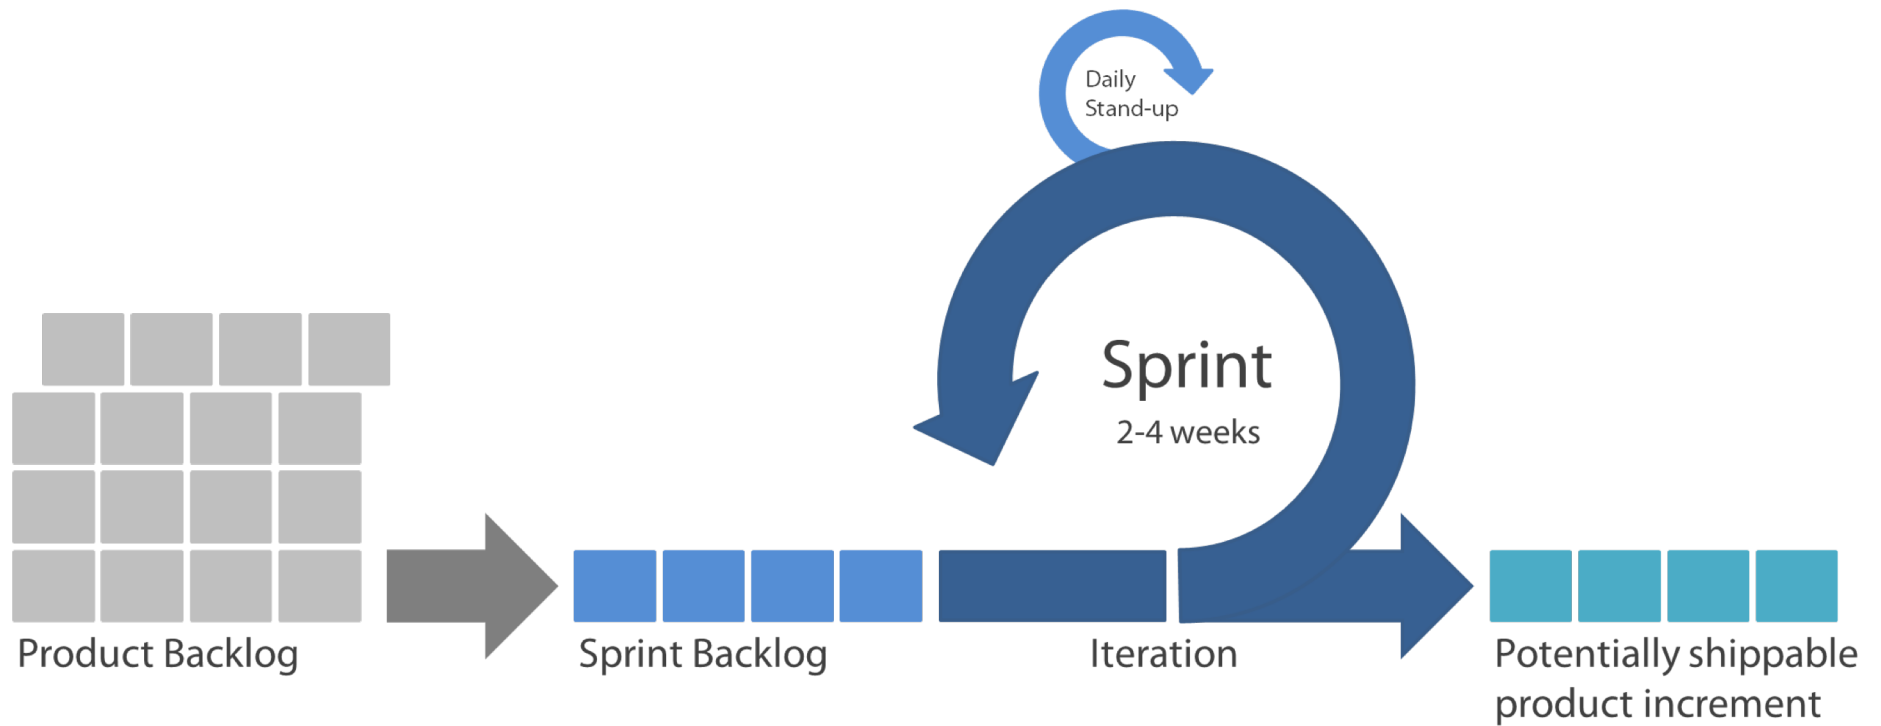 Daily
Stand-up
Sprint
2-4 weeks
Product Backlog
Sprint Backlog
Iteration
Potentially shippable
product increment